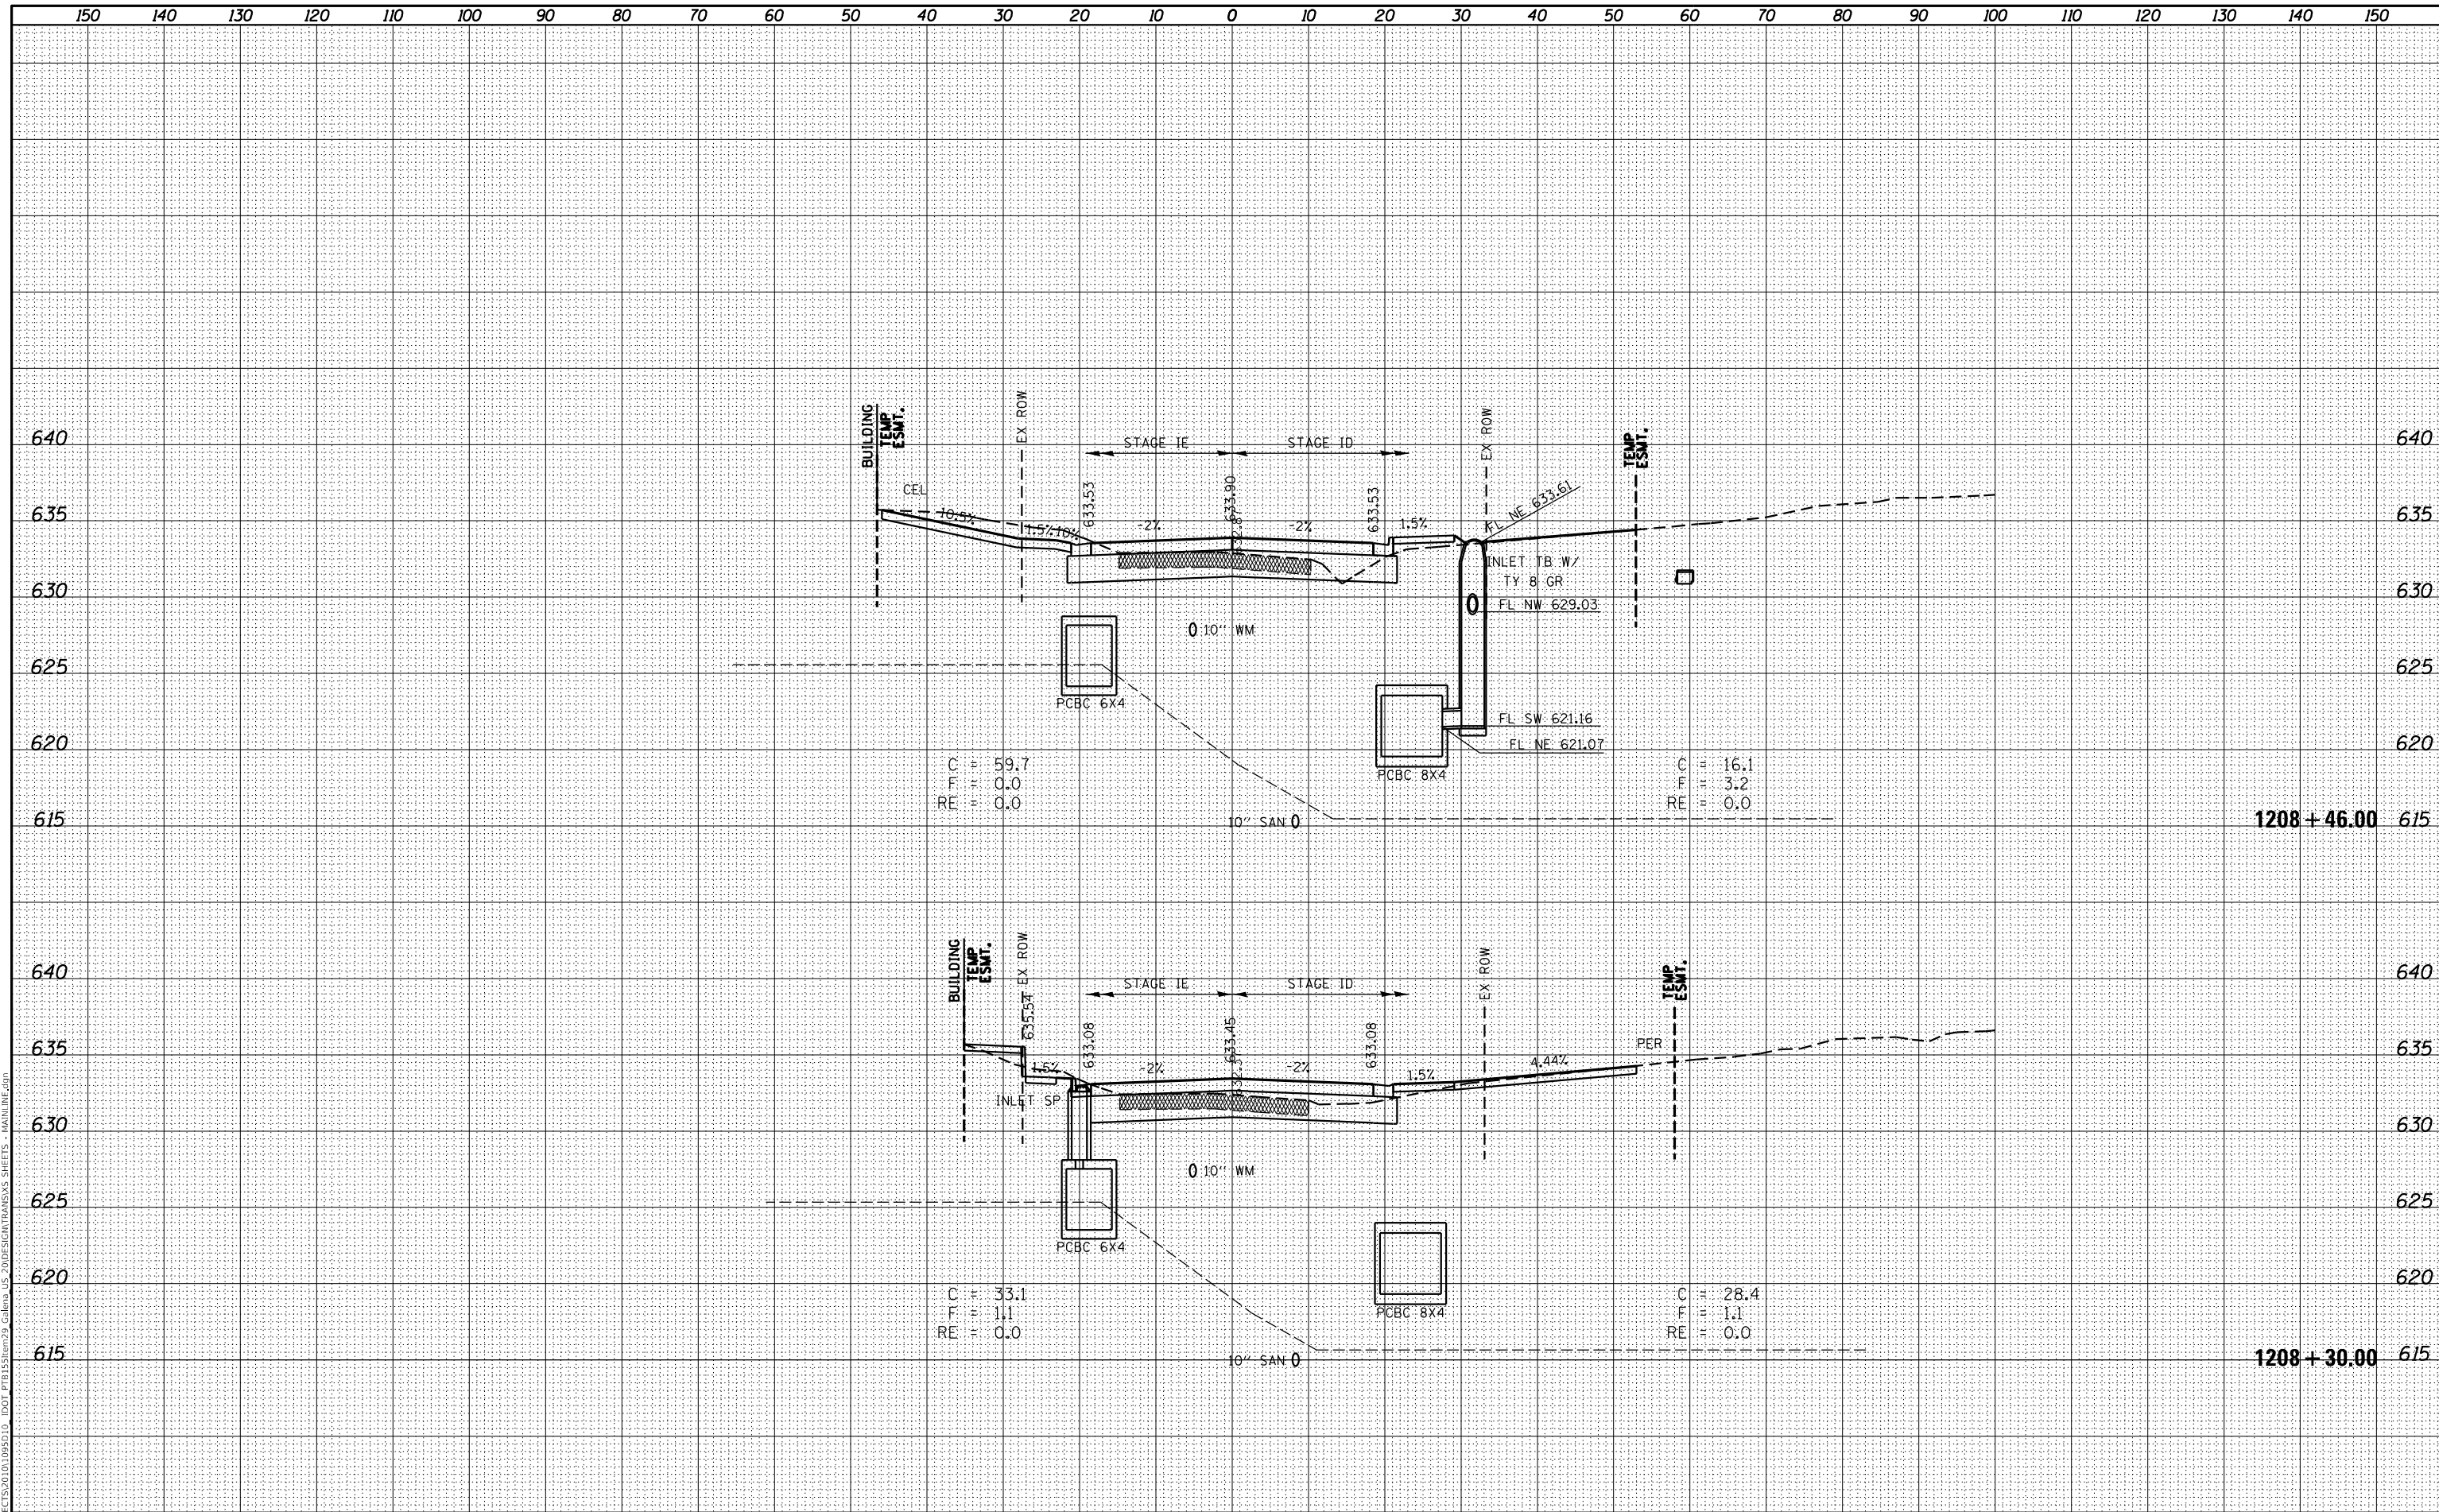 150 140 130 120 110 100 90 80 70 60 50 40 30 20 10 0 10 20 30 40 50 60 70 80 90 100 110 120 130 140 150
BUILDING
TEMP
ESMT.
EX ROW
STAGE IE
STAGE ID
EX ROW
TEMP
ESMT.
640
640
CEL
633.53
633.90
633.53
FL NE 633.61
635
10.5%
1.5%
10%
-2%
-2%
1.5%
635
INLET TB W/
TY 8 GR
630
FL NW 629.03
630
10'' WM
625
625
PCBC 6X4
FL SW 621.16
620
FL NE 621.07
620
C = 59.7
F = 0.0
RE = 0.0
PCBC 8X4
C = 16.1
F = 3.2
RE = 0.0
615
10'' SAN
1208 + 46.00
615
BUILDING
TEMP
ESMT.
EX ROW
STAGE IE
STAGE ID
EX ROW
TEMP
ESMT.
640
640
635.54
633.08
633.45
633.08
635
1.5%
-2%
-2%
1.5%
4.44%
PER
635
INLET SP
630
630
10'' WM
625
625
PCBC 6X4
620
620
C = 33.1
F = 1.1
RE = 0.0
PCBC 8X4
C = 28.4
F = 1.1
RE = 0.0
615
10'' SAN
1208 + 30.00
615